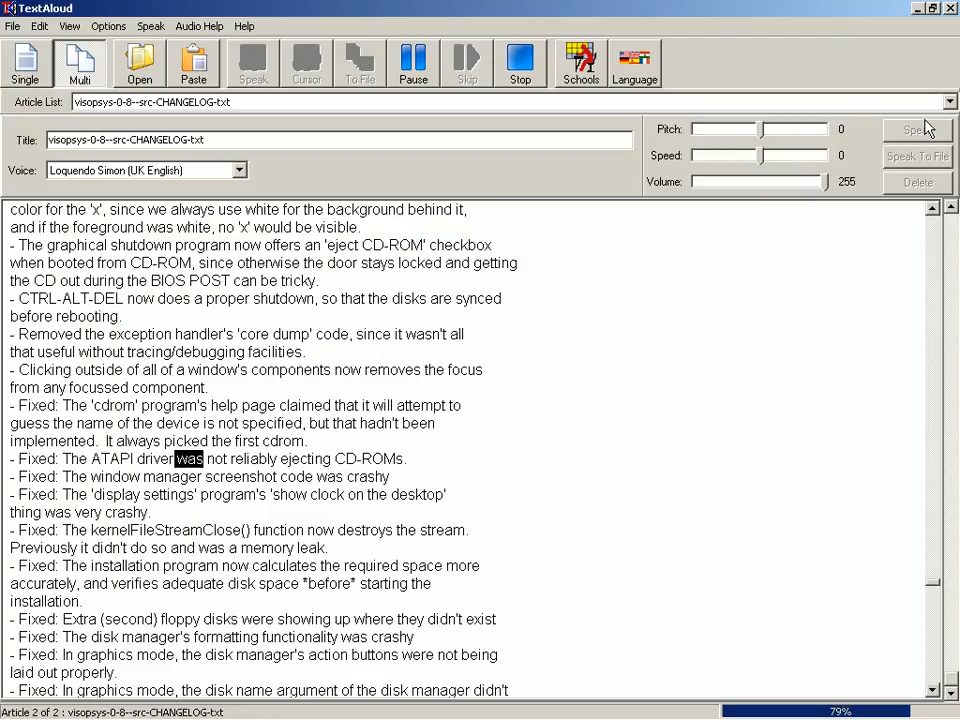 TextAloud
File Edit View Options Speak Audio Help Help
Single Multi Open Paste Speak Cursor To File Pause Skip Stop Schools Language
Article List: visopsys-0-8--src-CHANGELOG-txt
Title: visopsys-0-8--src-CHANGELOG-txt
Voice: Loquendo Simon (UK English)
Pitch: 0
Speed: 0
Volume: 255
Speak
Speak To File
Delete
color for the 'x', since we always use white for the background behind it,
and if the foreground was white, no 'x' would be visible.
- The graphical shutdown program now offers an 'eject CD-ROM' checkbox
when booted from CD-ROM, since otherwise the door stays locked and getting
the CD out during the BIOS POST can be tricky.
- CTRL-ALT-DEL now does a proper shutdown, so that the disks are synced
before rebooting.
- Removed the exception handler's 'core dump' code, since it wasn't all
that useful without tracing/debugging facilities.
- Clicking outside of all of a window's components now removes the focus
from any focussed component.
- Fixed: The 'cdrom' program's help page claimed that it will attempt to
guess the name of the device is not specified, but that hadn't been
implemented.  It always picked the first cdrom.
- Fixed: The ATAPI driver was not reliably ejecting CD-ROMs.
- Fixed: The window manager screenshot code was crashy
- Fixed: The 'display settings' program's 'show clock on the desktop'
thing was very crashy.
- Fixed: The kernelFileStreamClose() function now destroys the stream.
Previously it didn't do so and was a memory leak.
- Fixed: The installation program now calculates the required space more
accurately, and verifies adequate disk space *before* starting the
installation.
- Fixed: Extra (second) floppy disks were showing up where they didn't exist
- Fixed: The disk manager's formatting functionality was crashy
- Fixed: In graphics mode, the disk manager's action buttons were not being
laid out properly.
- Fixed: In graphics mode, the disk name argument of the disk manager didn't
Article 2 of 2 : visopsys-0-8--src-CHANGELOG-txt
79%